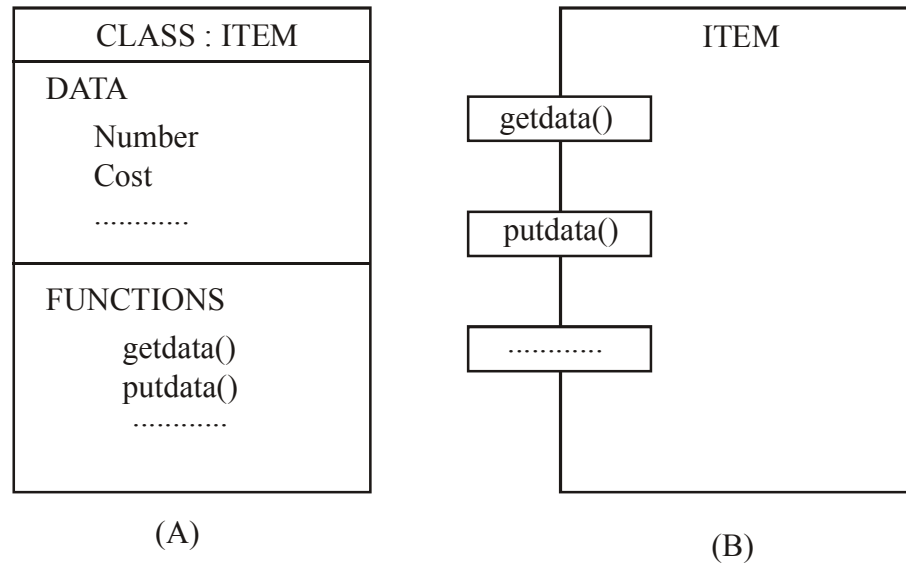 CLASS : ITEM
DATA
Number
Cost
............
FUNCTIONS
getdata()
putdata()
............
(A)
ITEM
getdata()
putdata()
............
(B)